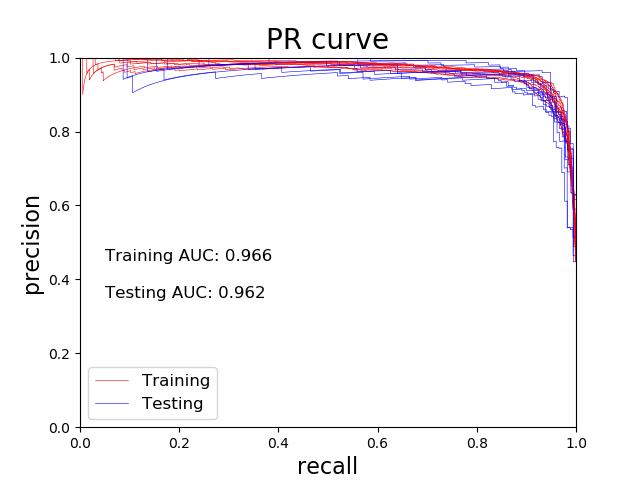 PR curve
1.0
0.8
0.6
0.4
0.2
0.0
precision
Training AUC: 0.966
Testing AUC: 0.962
Training
Testing
0.0 0.2 0.4 0.6 0.8 1.0
recall